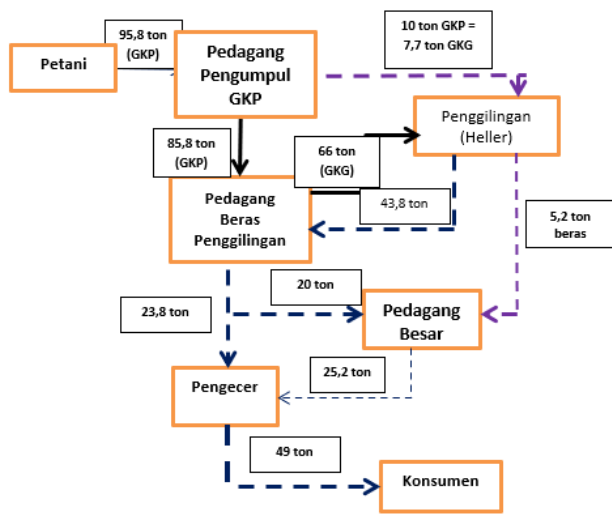 95,8 ton
(GKP)
Petani
Pedagang
Pengumpul
GKP
10 ton GKP =
7,7 ton GKG
Penggilingan
(Heller)
85,8 ton
(GKP)
66 ton
(GKG)
Pedagang
Beras
Penggilingan
43,8 ton
5,2 ton
beras
23,8 ton
20 ton
Pedagang
Besar
Pengecer
25,2 ton
49 ton
Konsumen